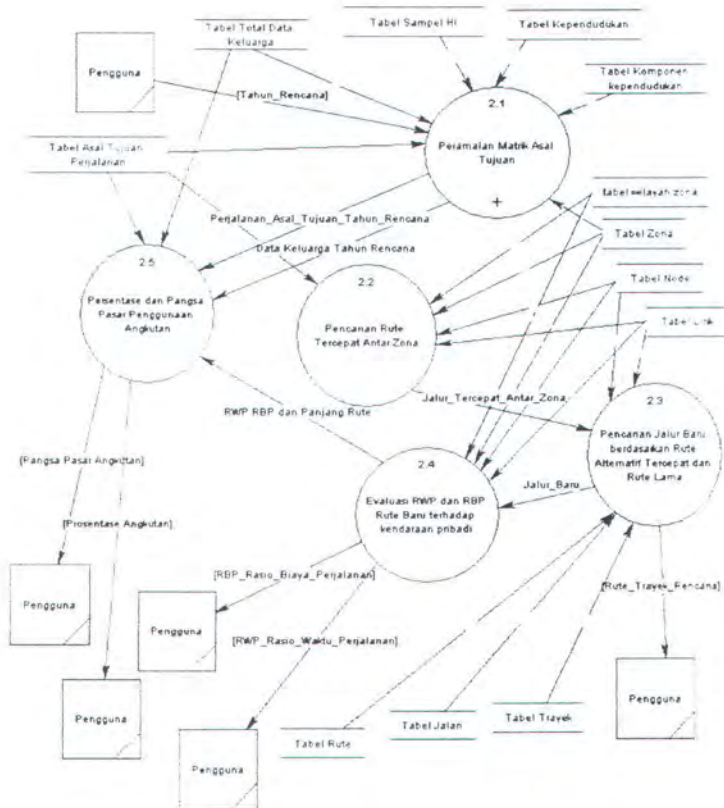 Tabel Sampel HI
Tabel Kependudukan
Tabel Total Data
Keluarga
Pengguna
Tabel Komponen
kependudukan
[Tahun_Rencana]
2.1
Peramalan Matrik Asal
Tujuan
+
Tabel Asal Tujuan
Perjalanan
tabel wilayah zona
Perjalanan_Asal_Tujuan_Tahun_Rencana
Tabel Zona
Data Keluarga Tahun Rencana
2.5
Persentase dan Pangsa
Pasar Penggunaan
Angkutan
2.2
Pencarian Rute
Tercepat Antar Zona
Tabel Node
Tabel Link
Jalur_Tercepat_Antar_Zona
RWP RBP dan Panjang Rute
2.3
Pencarian Jalur Baru
berdasarkan Rute
Alternatif Tercepat dan
Rute Lama
[Pangsa Pasar Angkutan]
2.4
Evaluasi RWP dan RBP
Rute Baru terhadap
kendaraan pribadi
Jalur_Baru
[Prosentase Angkutan]
[RBP_Rasio_Biaya_Perjalanan]
[Rute_Trayek_Rencana]
Pengguna
Pengguna
[RWP_Rasio_Waktu_Perjalanan]
Pengguna
Pengguna
Tabel Trayek
Tabel Jalan
Tabel Rute
Pengguna